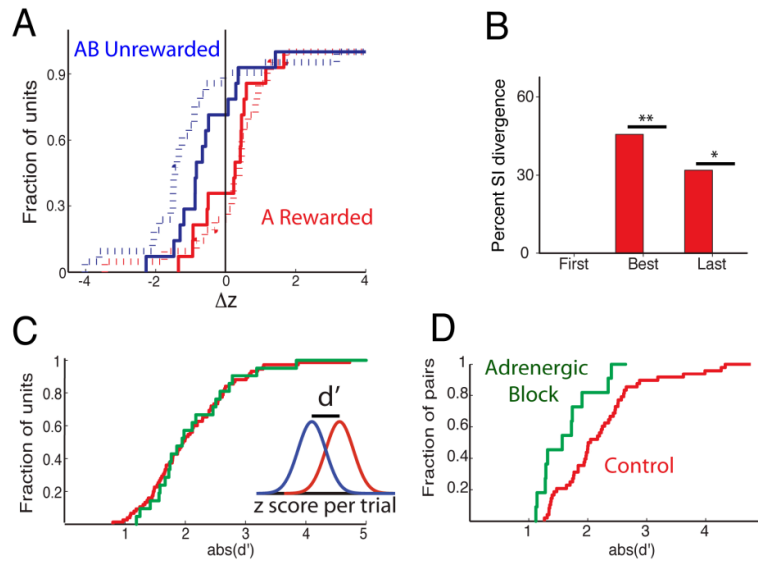 A
AB Unrewarded
A Rewarded
Fraction of units
0.9
0.6
0.3
0
-4
-2
0
2
4
Δz
B
Percent SI divergence
60
30
0
**
*
First
Best
Last
C
Fraction of units
1
0.8
0.6
0.4
0.2
d'
z score per trial
1
2
3
4
5
abs(d')
D
Fraction of pairs
1
0.8
0.6
0.4
0.2
Adrenergic
Block
Control
1
2
3
4
abs(d')